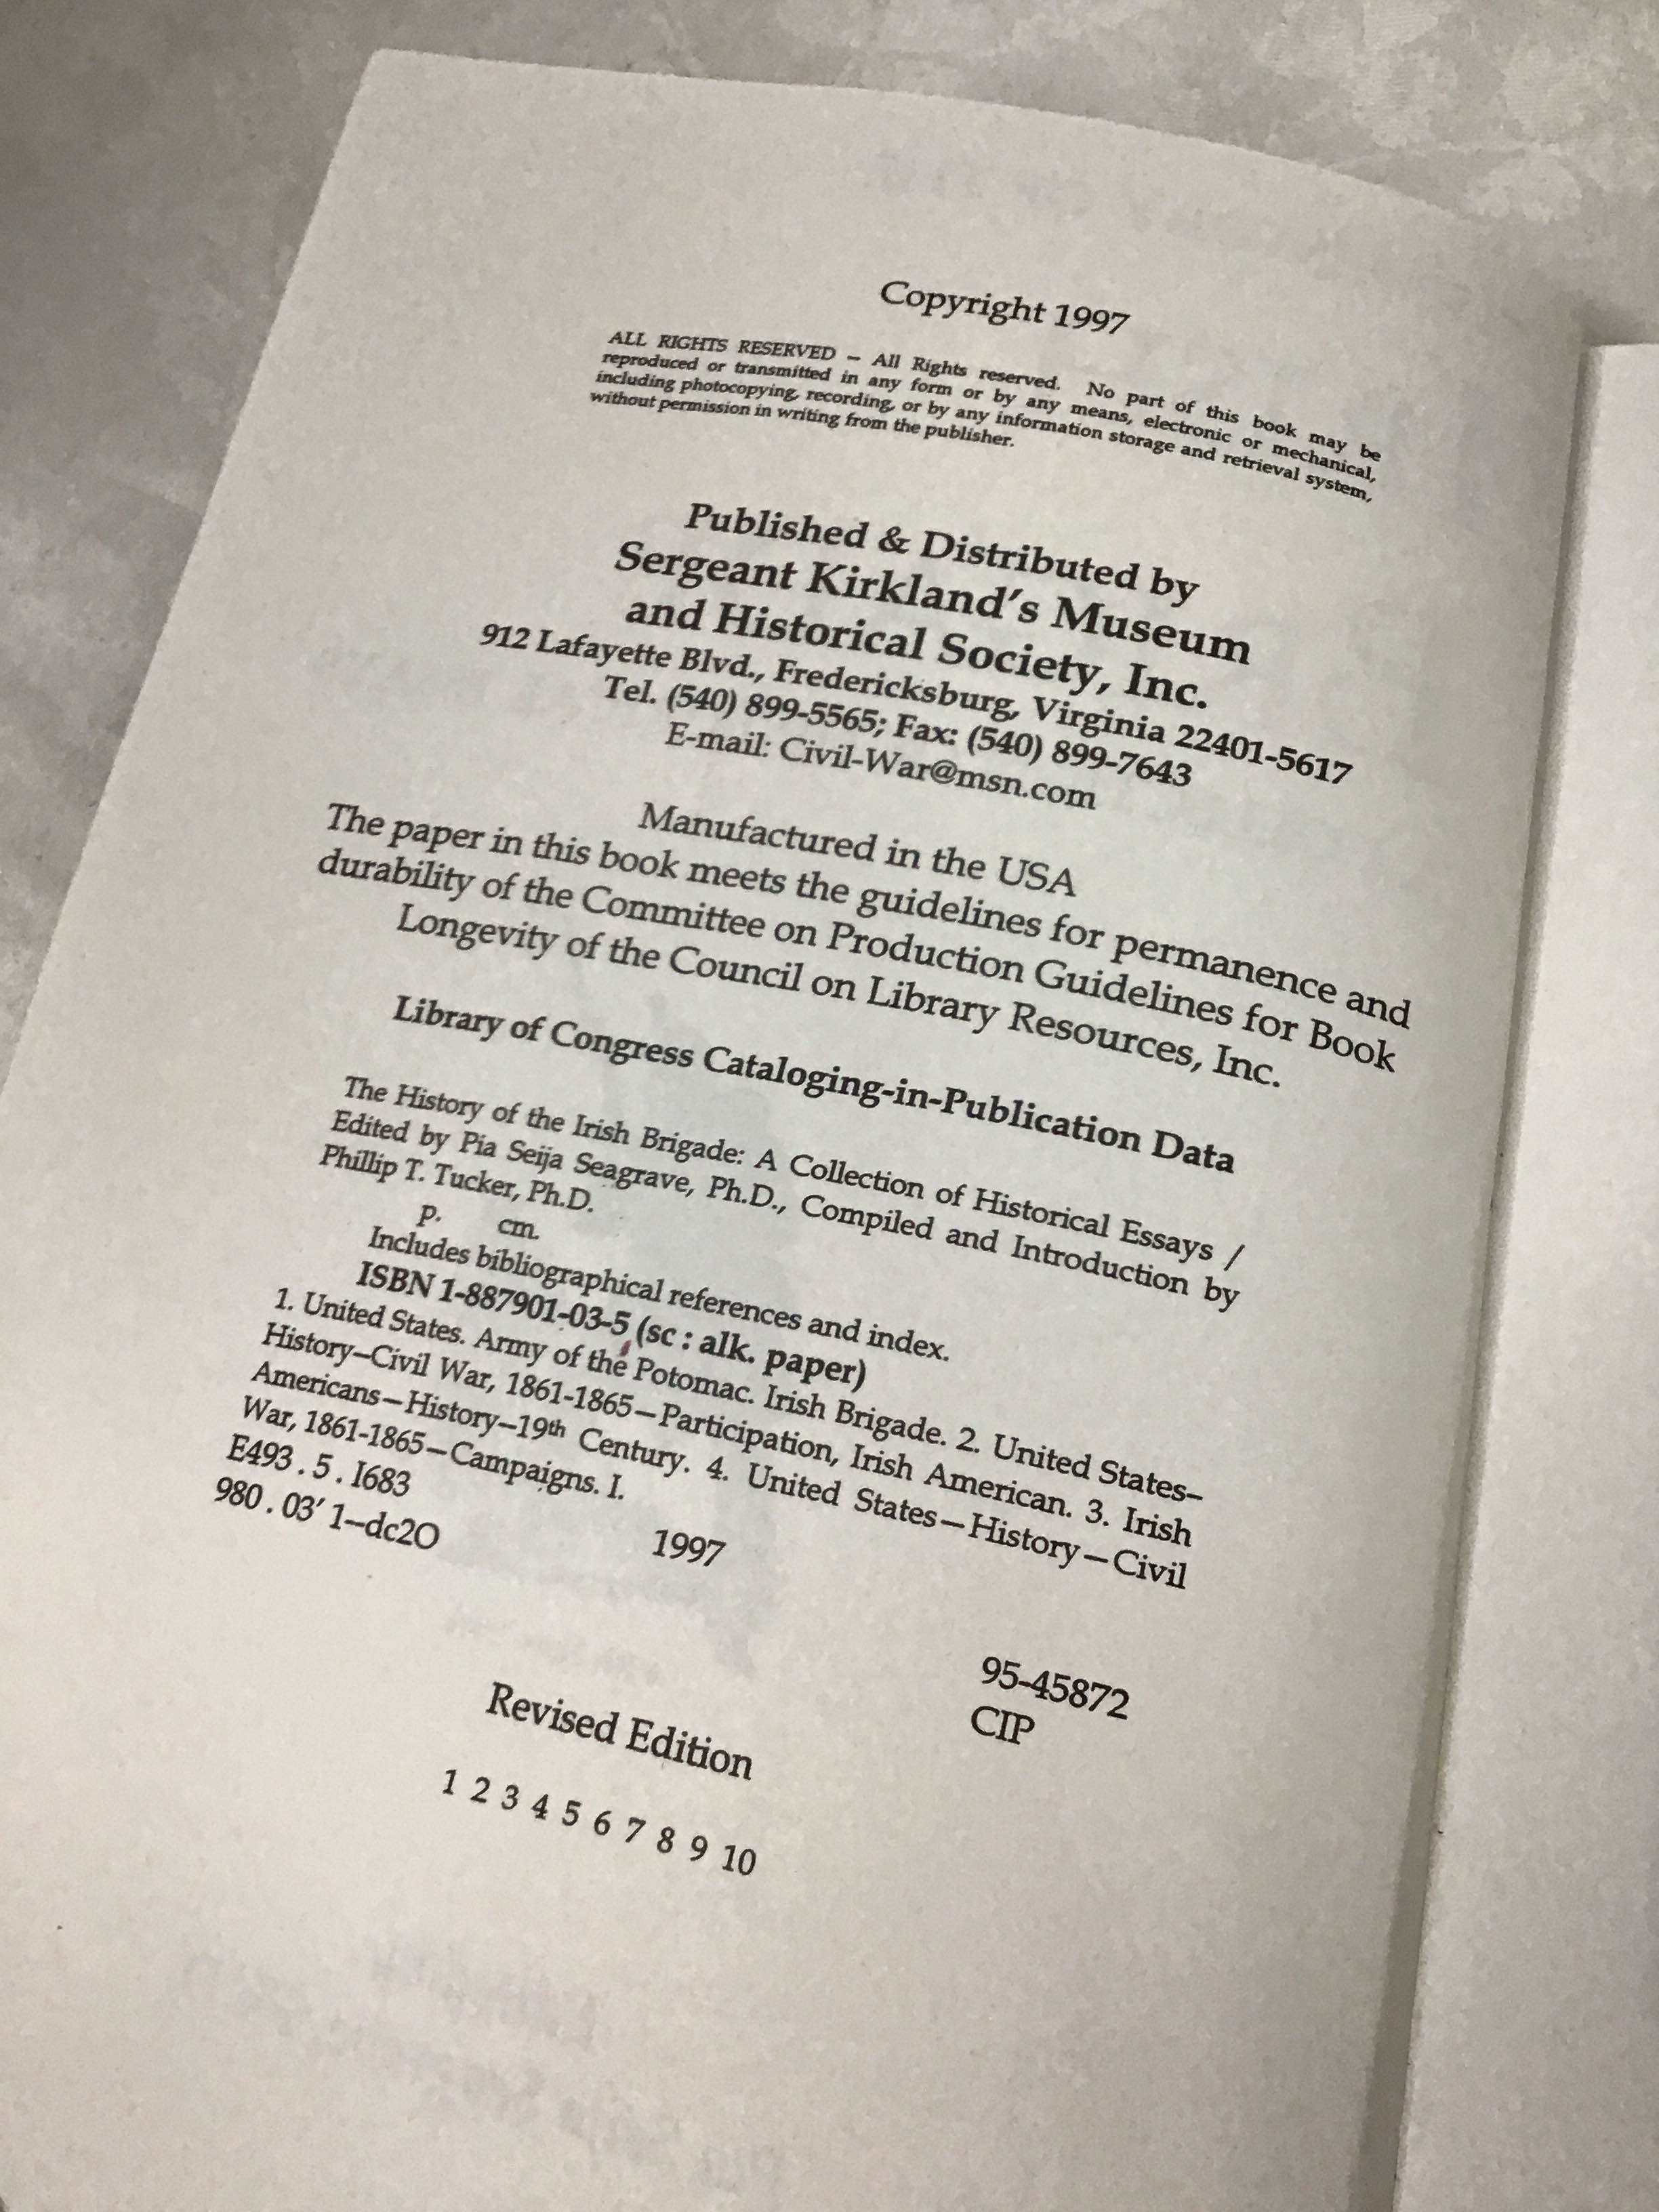 Copyright 1997
ALL RIGHTS RESERVED – All Rights reserved. No part of this book may be
reproduced or transmitted in any form or by any means, electronic or mechanical,
including photocopying, recording, or by any information storage and retrieval system,
without permission in writing from the publisher.
Published & Distributed by
Sergeant Kirkland's Museum
and Historical Society, Inc.
912 Lafayette Blvd., Fredericksburg, Virginia 22401-5617
Tel. (540) 899-5565; Fax: (540) 899-7643
E-mail: Civil-War@msn.com
Manufactured in the USA
The paper in this book meets the guidelines for permanence and
durability of the Committee on Production Guidelines for Book
Longevity of the Council on Library Resources, Inc.
Library of Congress Cataloging-in-Publication Data
The History of the Irish Brigade: A Collection of Historical Essays /
Edited by Pia Seija Seagrave, Ph.D., Compiled and Introduction by
Phillip T. Tucker, Ph.D.
p. cm.
Includes bibliographical references and index.
ISBN 1-887901-03-5 (sc : alk. paper)
1. United States. Army of the Potomac. Irish Brigade. 2. United States–
History–Civil War, 1861-1865–Participation, Irish American. 3. Irish
Americans–History–19th Century. 4. United States–History–Civil
War, 1861-1865–Campaigns. I.
E493 . 5 . I683 1997
980 . 03' 1–dc2O
95-45872
CIP
Revised Edition
1 2 3 4 5 6 7 8 9 10